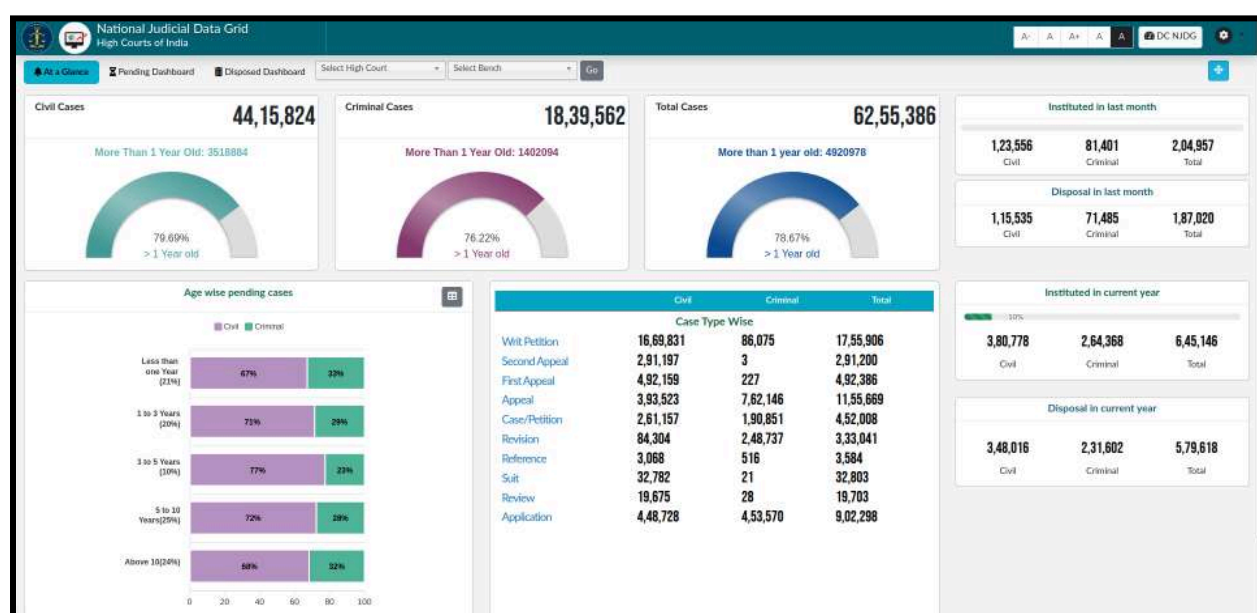 National Judicial Data Grid
High Courts of India
A- A A+ A A DC NJDG
At a Glance Pending Dashboard Disposed Dashboard Select High Court Select Bench Go
Civil Cases
44,15,824
More Than 1 Year Old: 3518884
79.69%
> 1 Year old
Criminal Cases
18,39,562
More Than 1 Year Old: 1402094
76.22%
> 1 Year old
Total Cases
62,55,386
More than 1 year old: 4920978
78.67%
> 1 Year old
Instituted in last month
1,23,556 81,401 2,04,957
Civil Criminal Total
Disposal in last month
1,15,535 71,485 1,87,020
Civil Criminal Total
Age wise pending cases
Civil Criminal
Less than
one Year
(21%)
67% 33%
1 to 3 Years
(20%)
71% 29%
3 to 5 Years
(10%)
77% 23%
5 to 10
Years(25%)
72% 28%
Above 10(24%)
68% 32%
0 20 40 60 80 100
Civil Criminal Total
Case Type Wise
Writ Petition 16,69,831 86,075 17,55,906
Second Appeal 2,91,197 3 2,91,200
First Appeal 4,92,159 227 4,92,386
Appeal 3,93,523 7,62,146 11,55,669
Case/Petition 2,61,157 1,90,851 4,52,008
Revision 84,304 2,48,737 3,33,041
Reference 3,068 516 3,584
Suit 32,782 21 32,803
Review 19,675 28 19,703
Application 4,48,728 4,53,570 9,02,298
Instituted in current year
10%
3,80,778 2,64,368 6,45,146
Civil Criminal Total
Disposal in current year
3,48,016 2,31,602 5,79,618
Civil Criminal Total